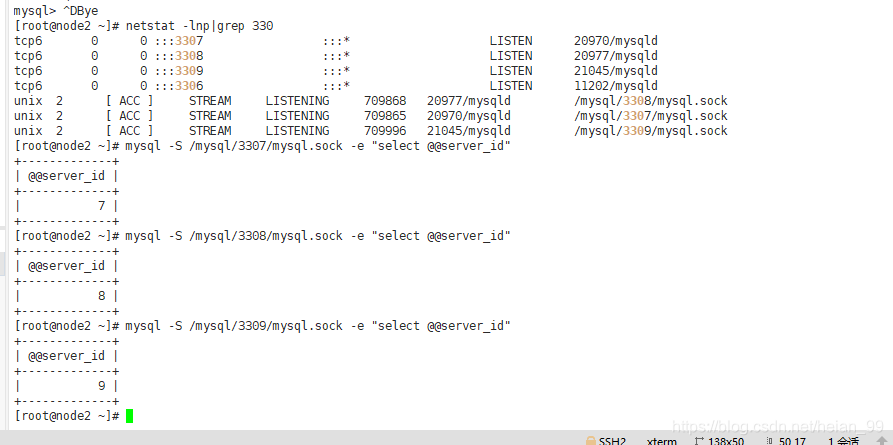 mysql> ^DBye
[root@node2 ~]# netstat -lnp|grep 330
tcp6       0      0 :::3307                 :::*                    LISTEN      20970/mysqld
tcp6       0      0 :::3308                 :::*                    LISTEN      20977/mysqld
tcp6       0      0 :::3309                 :::*                    LISTEN      21045/mysqld
tcp6       0      0 :::3306                 :::*                    LISTEN      11202/mysqld
unix  2      [ ACC ]     STREAM     LISTENING     709868   20977/mysqld         /mysql/3308/mysql.sock
unix  2      [ ACC ]     STREAM     LISTENING     709865   20970/mysqld         /mysql/3307/mysql.sock
unix  2      [ ACC ]     STREAM     LISTENING     709996   21045/mysqld         /mysql/3309/mysql.sock
[root@node2 ~]# mysql -S /mysql/3307/mysql.sock -e "select @@server_id"
+-------------+
| @@server_id |
+-------------+
|           7 |
+-------------+
[root@node2 ~]# mysql -S /mysql/3308/mysql.sock -e "select @@server_id"
+-------------+
| @@server_id |
+-------------+
|           8 |
+-------------+
[root@node2 ~]# mysql -S /mysql/3309/mysql.sock -e "select @@server_id"
+-------------+
| @@server_id |
+-------------+
|           9 |
+-------------+
[root@node2 ~]#
https://blog.csdn.net/heian_99
SSH2 xterm 138x50 50,17 1 会话